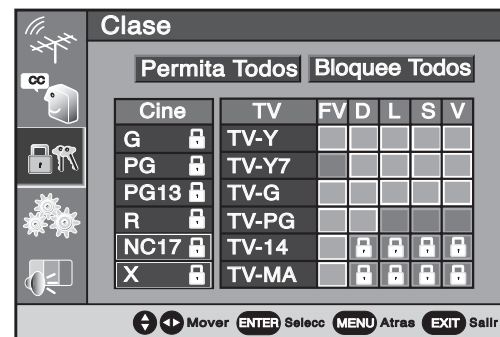 Clase
CC
Permita Todos Bloquee Todos
Cine TV FV D L S V
G TV-Y
PG TV-Y7
PG13 TV-G
R TV-PG
NC17 TV-14
X TV-MA
Mover ENTER Selecc MENU Atras EXIT Salir